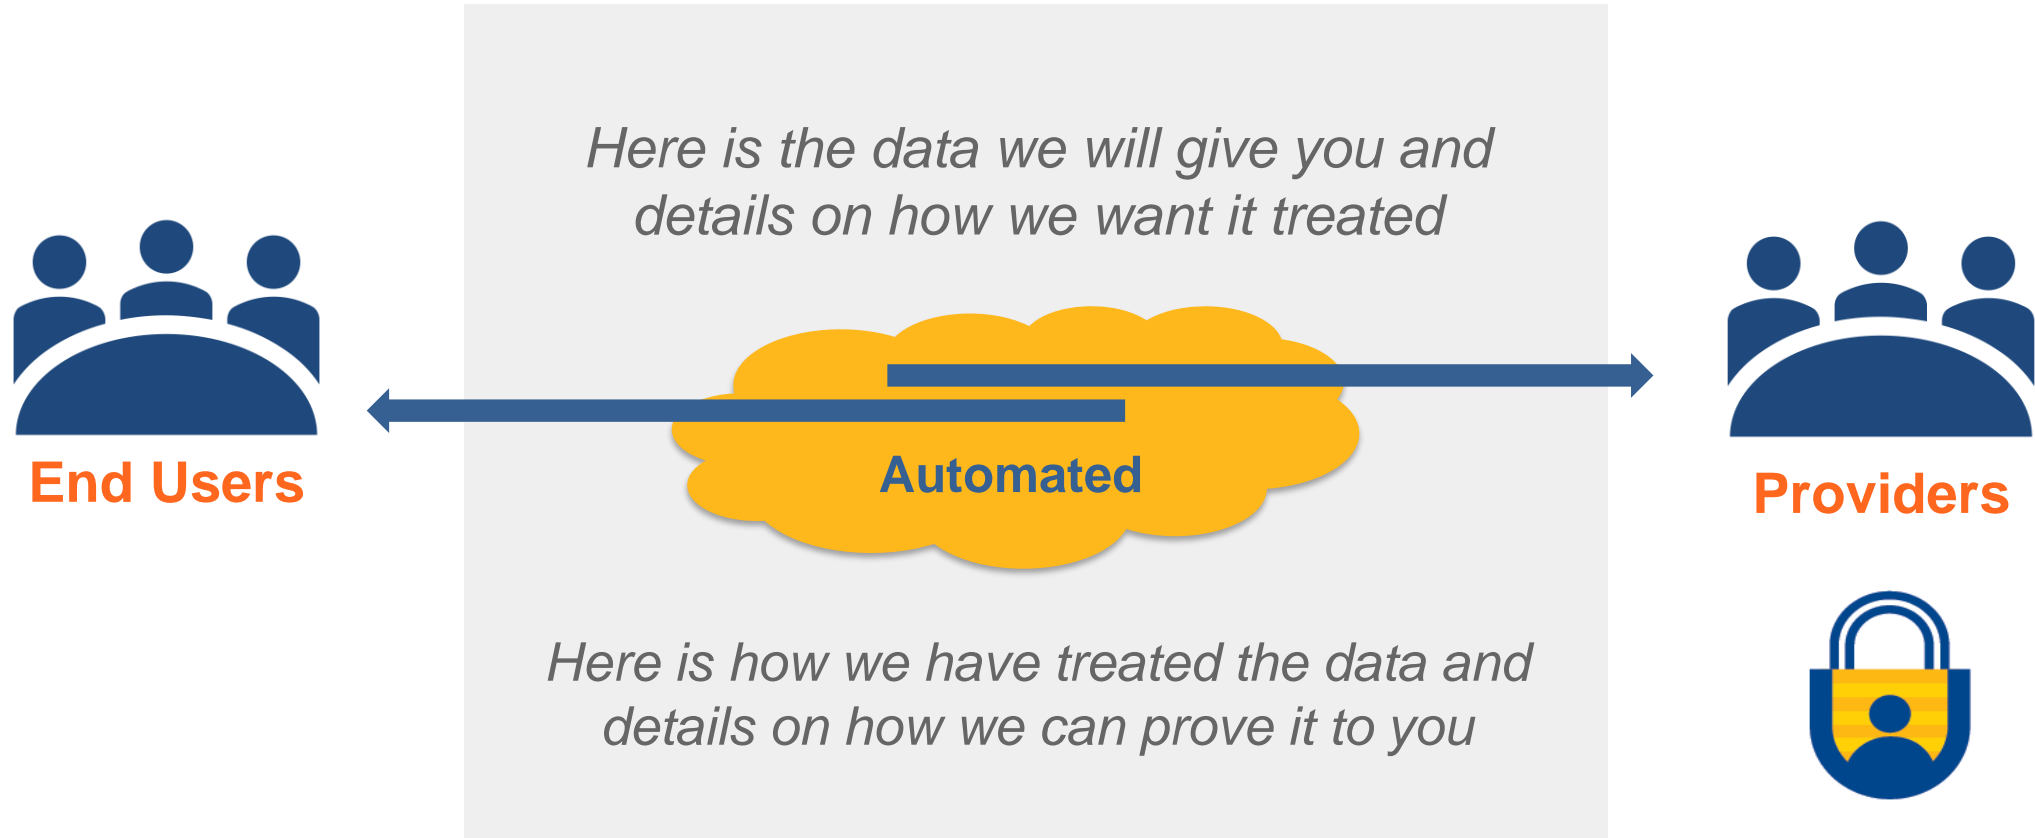 Here is the data we will give you and
details on how we want it treated
End Users
Automated
Providers
Here is how we have treated the data and
details on how we can prove it to you